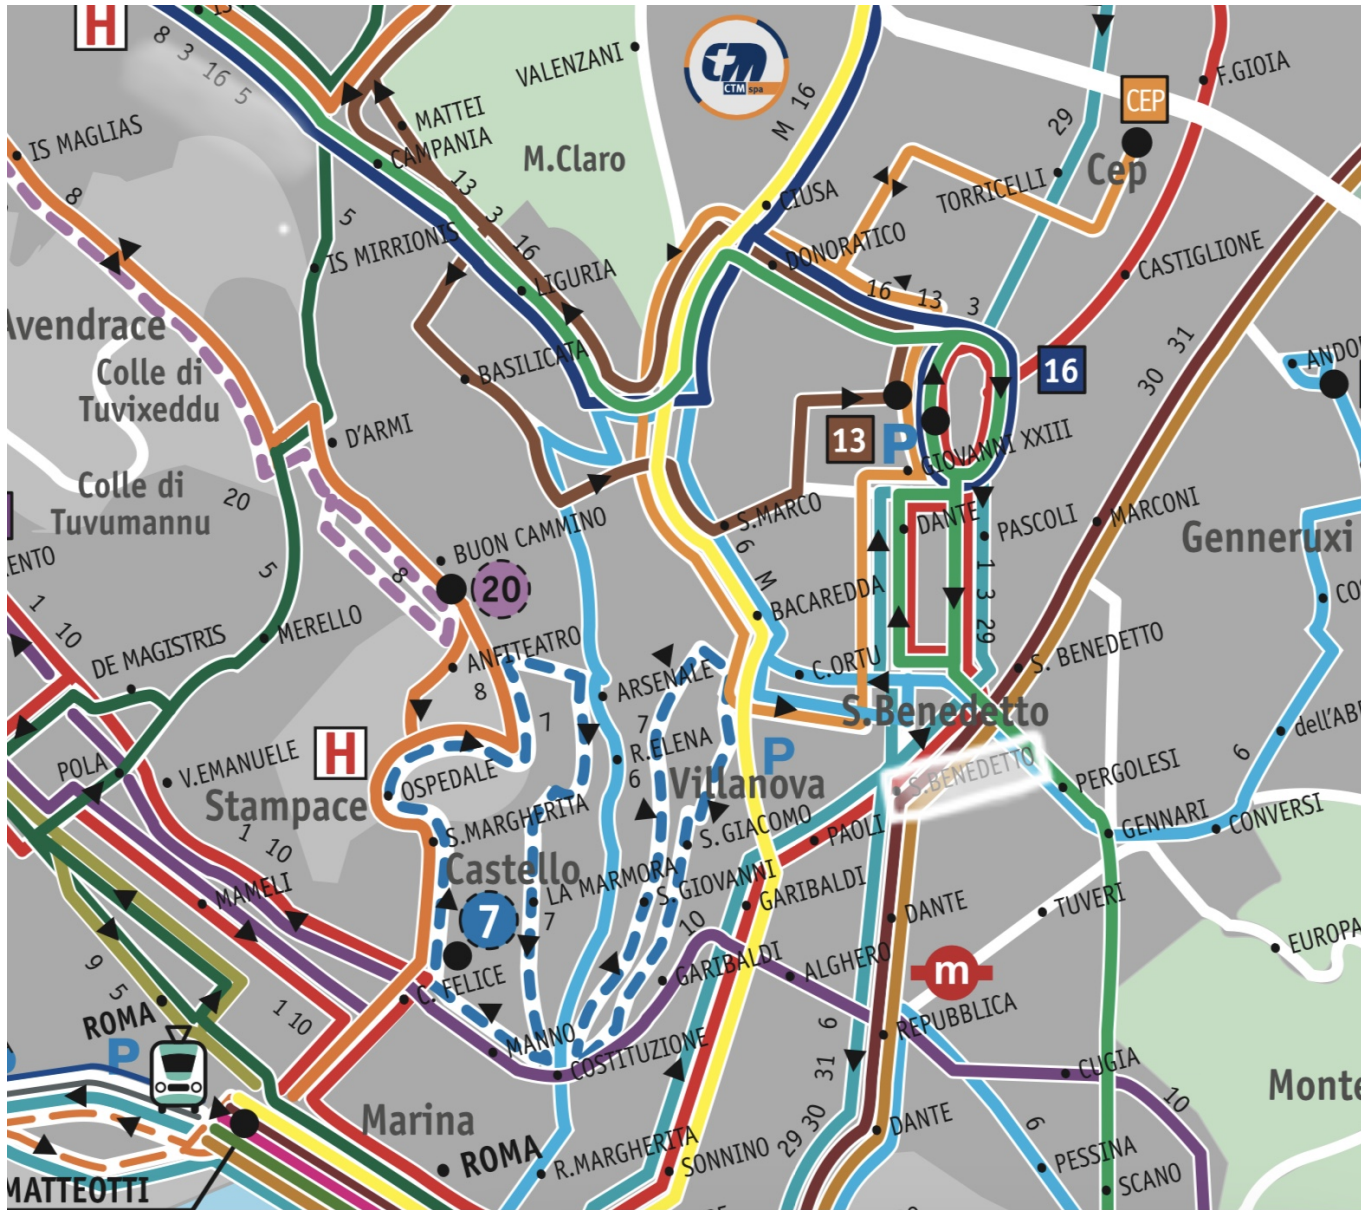 H
IS
8 3 16 5
VALENZANI
tm
CTM spa
F.GIOIA
CEP
MATTEI
M 16
29
IS MAGLIAS
CAMPANIA
M.Claro
Cep
8
13
3
16
CIUSA
TORRICELLI
5
IS MIRRIONIS
DONORATICO
CASTIGLIONE
LIGURIA
16
13
3
Avendrace
Colle di
Tuvixeddu
BASILICATA
31
30
16
D'ARMI
13
P
GIOVANNI XXIII
Colle di
Tuvumannu
20
BUON CAMMINO
S.MARCO
DANTE
PASCOLI
MARCONI
Genneruxi
5
8
20
6
M
1
3
29
BACAREDDA
1
10
MERELLO
DE MAGISTRIS
ANFITEATRO
8
ARSENALE
C.ORTU
S. BENEDETTO
7
7
S.Benedetto
POLA
V.EMANUELE
H
OSPEDALE
R.ELENA
6
P
Villanova
S.BENEDETTO
PERGOLESI
6
Stampace
S.MARGHERITA
S.GIACOMO
PAOLI
GENNARI
CONVERSI
1
10
Castello
MAMELI
LA MARMORA
S. GIOVANNI
GARIBALDI
DANTE
TUVERI
7
7
10
EUROPA
9
5
C. FELICE
GARIBALDI
ALGHERO
m
ROMA
1 10
P
MANNO
COSTITUZIONE
6
31
REPUBBLICA
CUGIA
10
Marina
ROMA
R.MARGHERITA
SONNINO
29 30
DANTE
6
PESSINA
SCANO
MATTEOTTI